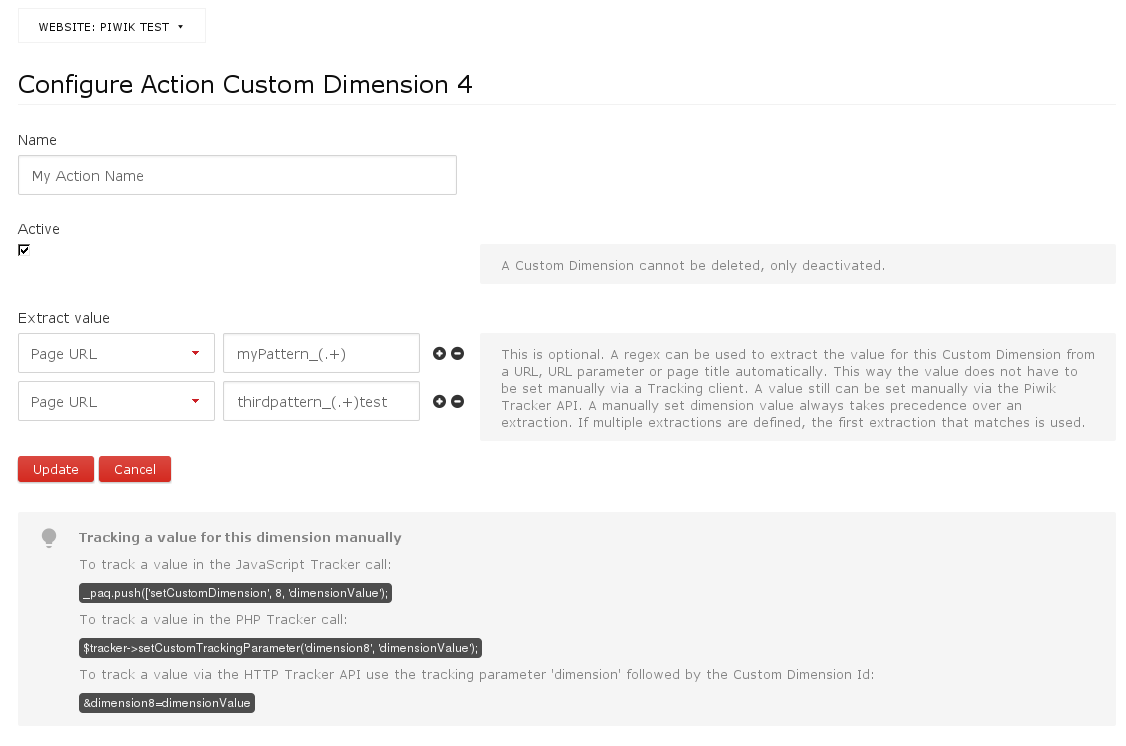 WEBSITE: PIWIK TEST
Configure Action Custom Dimension 4
Name
My Action Name
Active
A Custom Dimension cannot be deleted, only deactivated.
Extract value
Page URL myPattern_(.+)
Page URL thirdpattern_(.+)test
This is optional. A regex can be used to extract the value for this Custom Dimension from
a URL, URL parameter or page title automatically. This way the value does not have to
be set manually via a Tracking client. A value still can be set manually via the Piwik
Tracker API. A manually set dimension value always takes precedence over an
extraction. If multiple extractions are defined, the first extraction that matches is used.
Update Cancel
Tracking a value for this dimension manually
To track a value in the JavaScript Tracker call:
_paq.push(['setCustomDimension', 8, 'dimensionValue');
To track a value in the PHP Tracker call:
$tracker->setCustomTrackingParameter('dimension8', 'dimensionValue');
To track a value via the HTTP Tracker API use the tracking parameter 'dimension' followed by the Custom Dimension Id:
&dimension8=dimensionValue